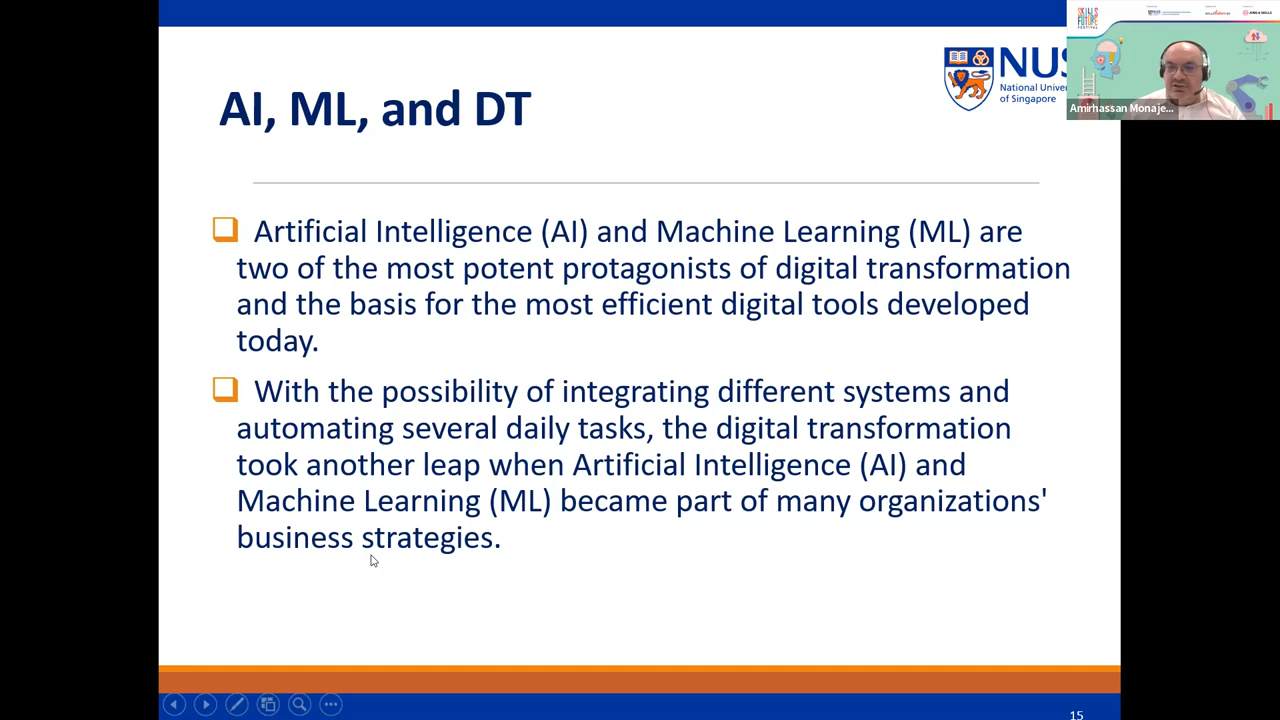 AI, ML, and DT
NUS
National Univer
of Singapore
SKILLS
FUTURE
FESTIVAL
Amirhassan Monaje...
❑ Artificial Intelligence (AI) and Machine Learning (ML) are
two of the most potent protagonists of digital transformation
and the basis for the most efficient digital tools developed
today.
❑ With the possibility of integrating different systems and
automating several daily tasks, the digital transformation
took another leap when Artificial Intelligence (AI) and
Machine Learning (ML) became part of many organizations'
business strategies.
15